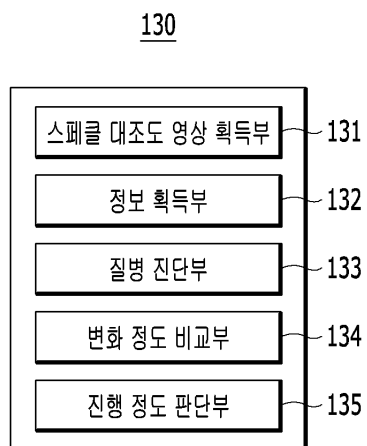 130
스페클 대조도 영상 획득부 131
정보 획득부 132
질병 진단부 133
변화 정도 비교부 134
진행 정도 판단부 135